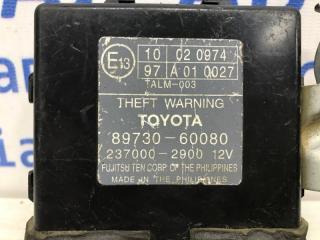 E13
10 02 0974
97 A 01 0027
TALM-003
THEFT WARNING
TOYOTA
89730-60080
237000-2900 12V
FUJITSU TEN CORP. OF THE PHILIPPINES
MADE IN THE PHILIPPINES